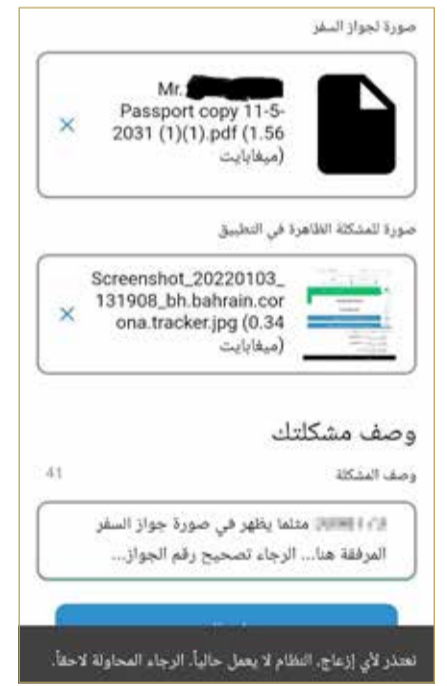 صورة لجواز السفر
Mr.
Passport copy 11-5-
2031 (1)(1).pdf (1.56
(ميغابايت
صورة للمشكلة الظاهرة في التطبيق
Screenshot_20220103_
131908_bh.bahrain.cor
ona.tracker.jpg (0.34
(ميغابايت
وصف مشكلتك
وصف المشكلة
41
مثلما يظهر في صورة جواز السفر
المرفقة هنا... الرجاء تصحيح رقم الجواز...
نعتذر لأي إزعاج، النظام لا يعمل حالياً. الرجاء المحاولة لاحقاً.